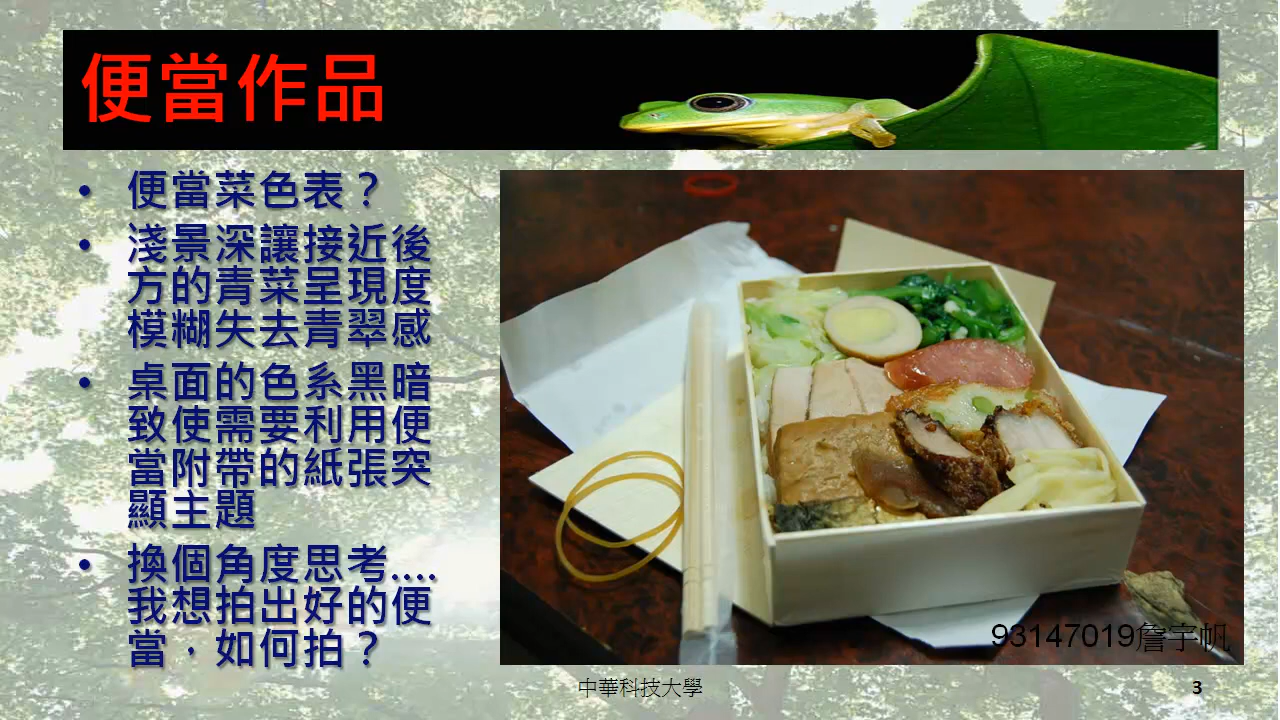 便當作品
• 便當菜色表？
• 淺景深讓接近後
方的青菜呈現度
模糊失去青翠感
• 桌面的色系黑暗
致使需要利用便
當附帶的紙張突
顯主題
• 換個角度思考....
我想拍出好的便
當，如何拍？
93147019詹宇帆
中華科技大學
3